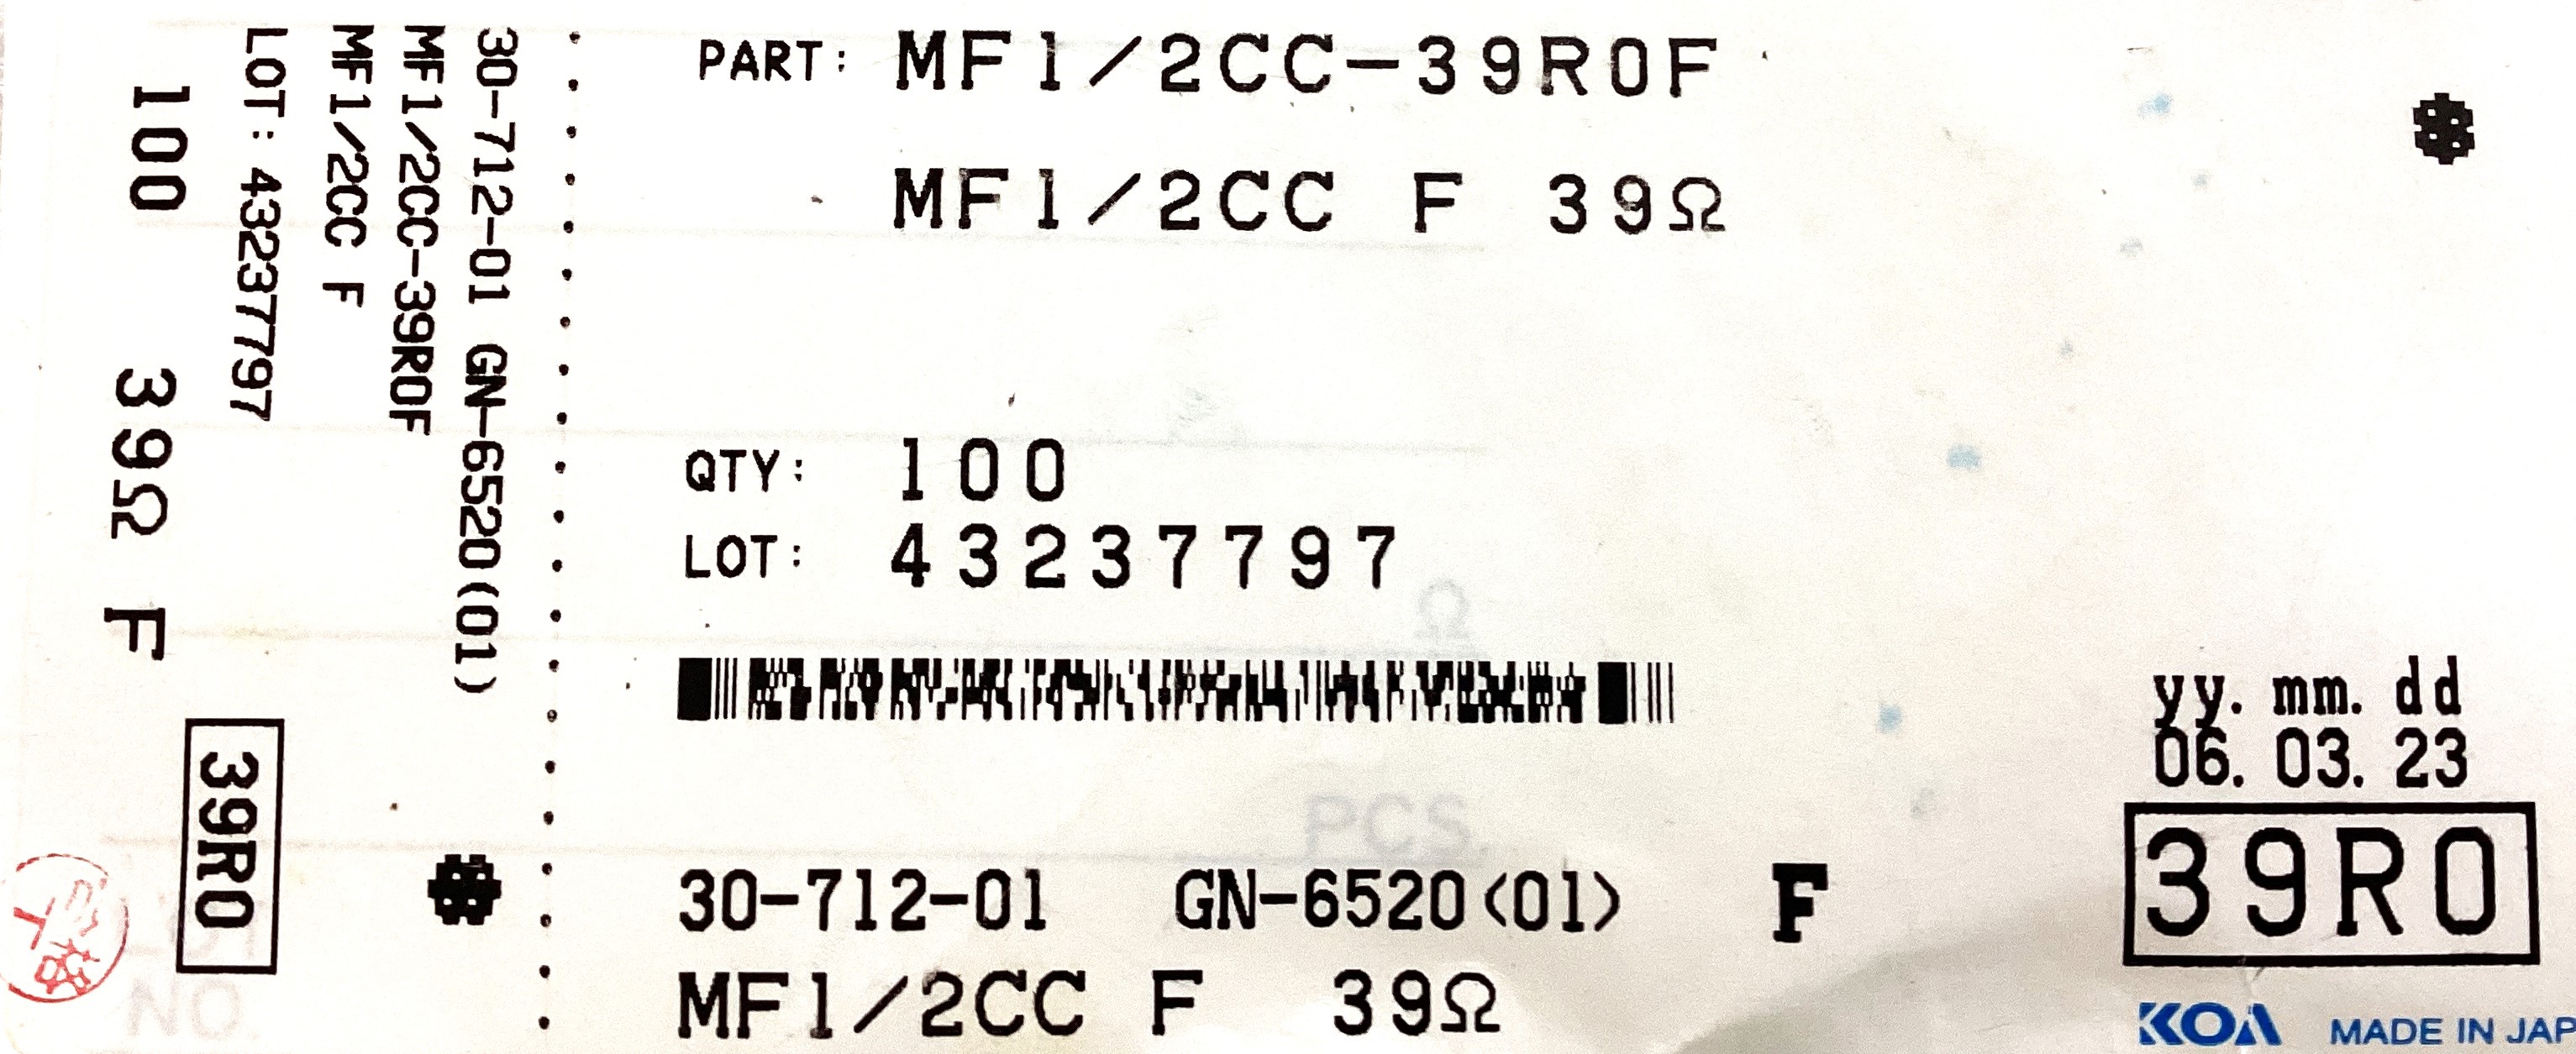 PART: MF1/2CC-39R0F
MF1/2CC F 39Ω
QTY: 100
LOT: 43237797
yy. mm. dd
06. 03. 23
39R0
30-712-01 GN-6520(01) F
MF1/2CC F 39Ω
KOA MADE IN JAP
30-712-01 GN-6520(01)
MF1/2CC-39R0F
MF1/2CC F
LOT: 43237797
100 39Ω F
39R0
Ω
PCS.
NO.